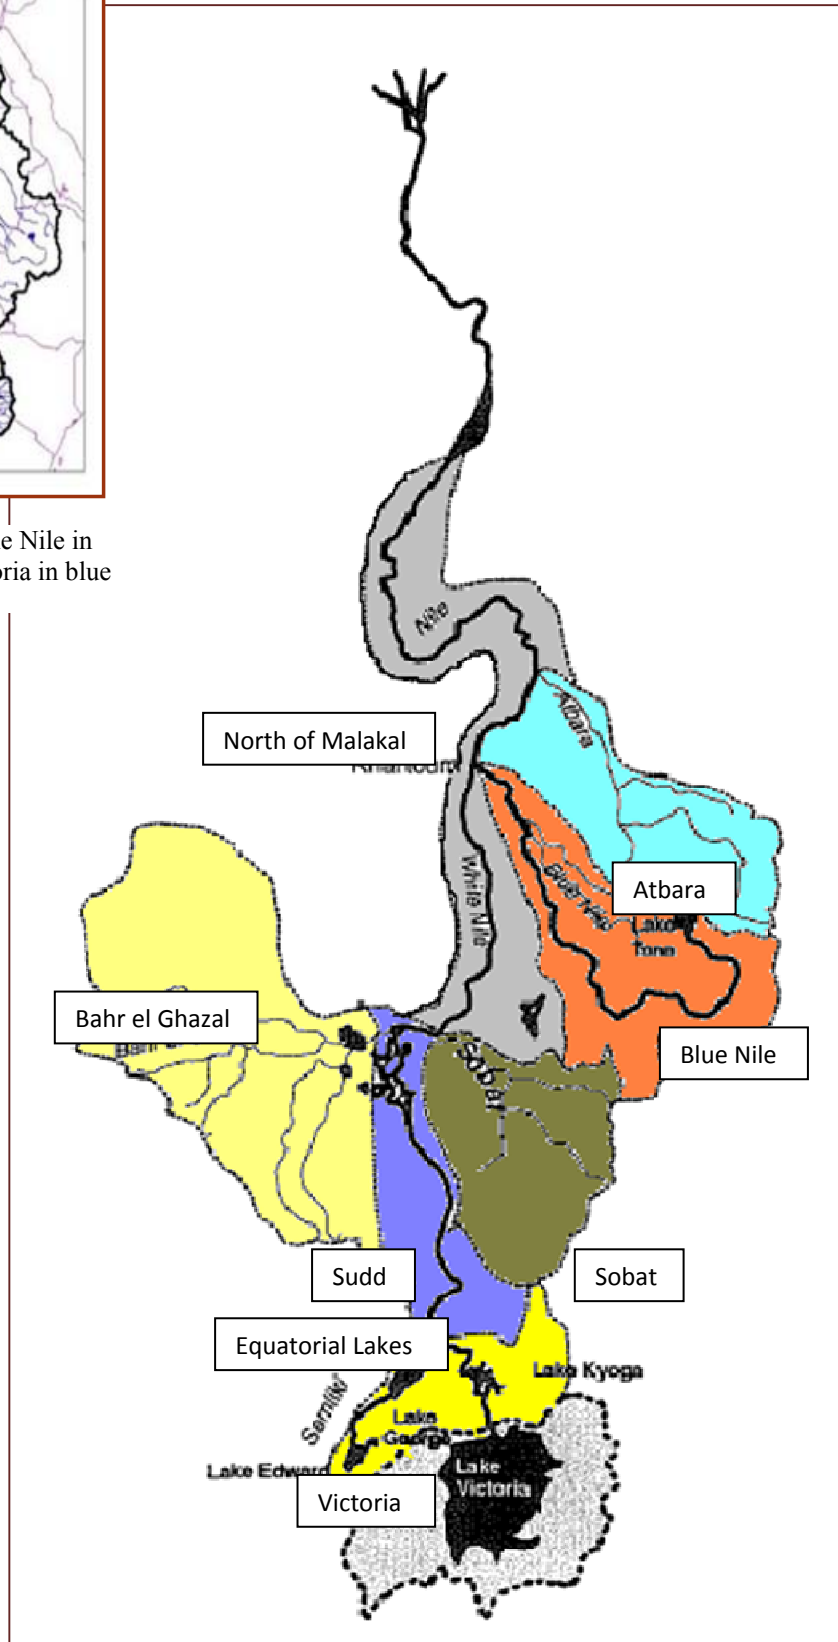 e Nile in
oria in blue
Nile
Atbara
North of Malakal
Khartoum
White Nile
Blue Nile
Atbara
Lake
Tana
Bahr el Ghazal
Blue Nile
Sobat
Sudd
Sobat
Equatorial Lakes
Lake Kyoga
Semliki
Lake
George
Lake Edward
Lake
Victoria
Victoria